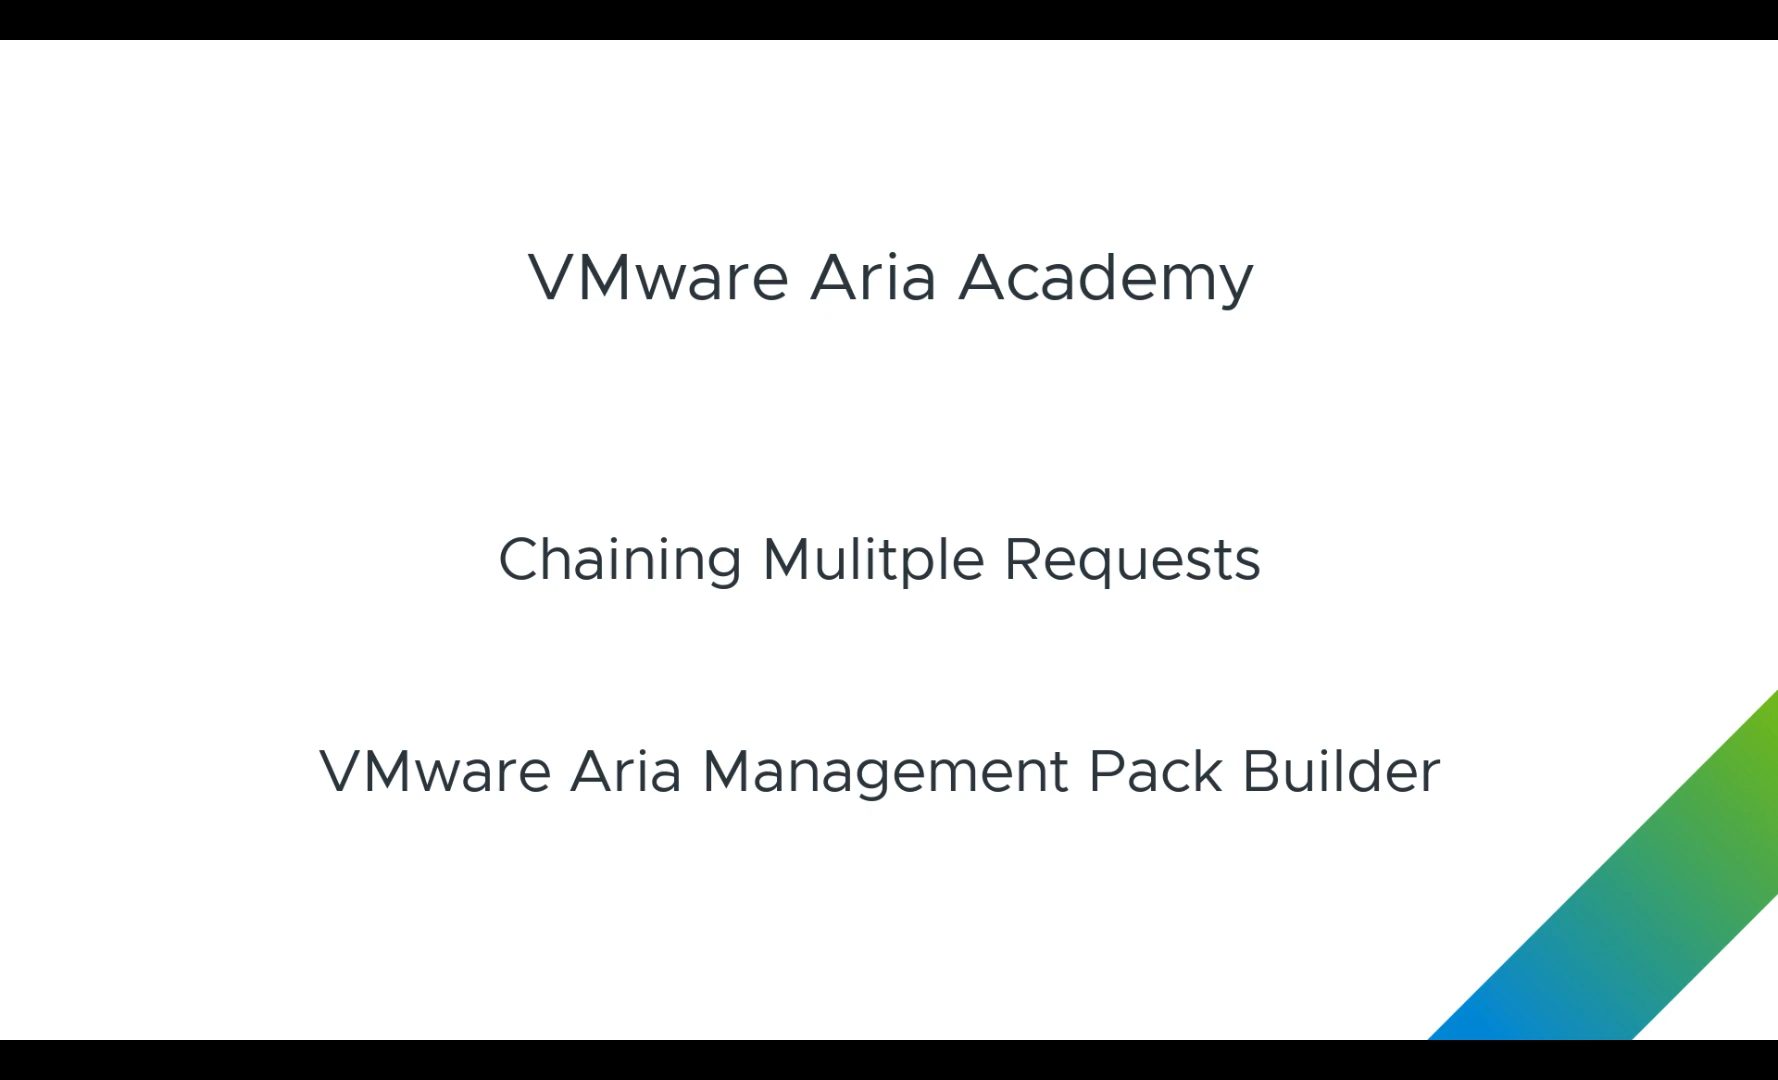 VMware Aria Academy
Chaining Mulitple Requests
VMware Aria Management Pack Builder